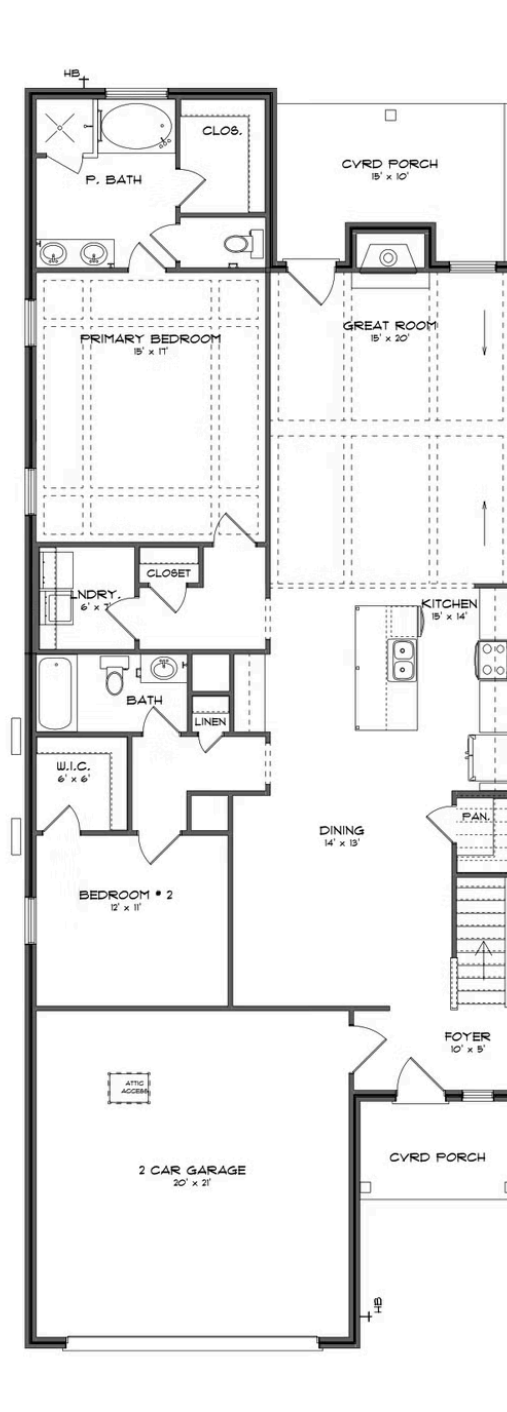 HB
CLOS.
CVRD PORCH
15' x 10'
P. BATH
GREAT ROOM
15' x 20'
PRIMARY BEDROOM
15' x 17'
CLOSET
LNDRY.
6' x 7'
KITCHEN
15' x 14'
BATH
LINEN
W.I.C.
6' x 6'
PAN.
DINING
14' x 13'
BEDROOM # 2
12' x 11'
FOYER
10' x 5'
ATTIC
ACCESS
CVRD PORCH
2 CAR GARAGE
20' x 21'
HB